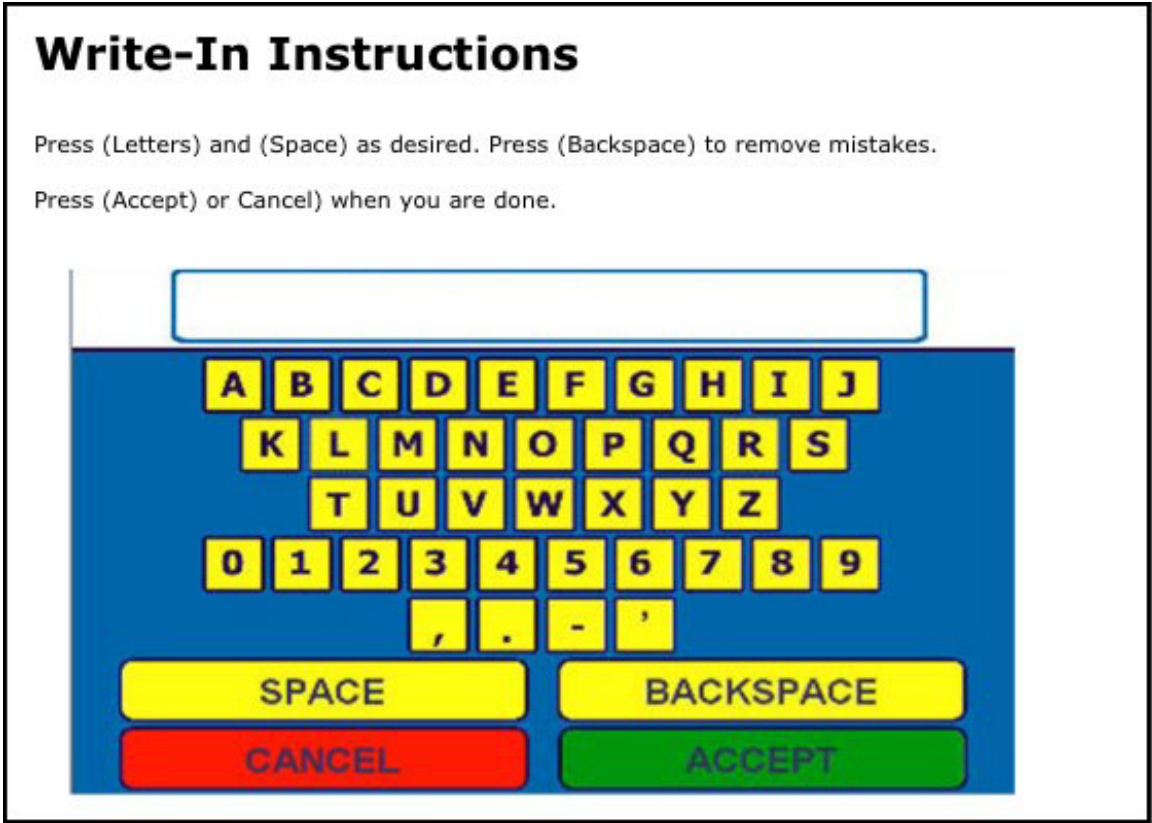 Write-In Instructions
Press (Letters) and (Space) as desired. Press (Backspace) to remove mistakes.
Press (Accept) or Cancel) when you are done.
A B C D E F G H I J
K L M N O P Q R S
T U V W X Y Z
0 1 2 3 4 5 6 7 8 9
, . - ’
SPACE BACKSPACE
CANCEL ACCEPT